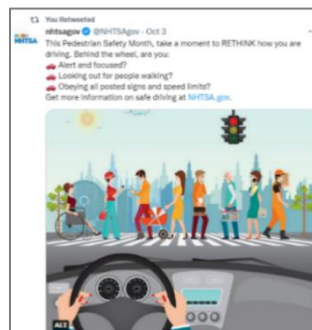 You Retweeted
nhtsagov @NHTSAgov · Oct 3
NHTSA
This Pedestrian Safety Month, take a moment to RETHINK how you are
driving. Behind the wheel, are you:
🚗 Alert and focused?
🚗 Looking out for people walking?
🚗 Obeying all posted signs and speed limits?
Get more information on safe driving at NHTSA.gov.
ALT